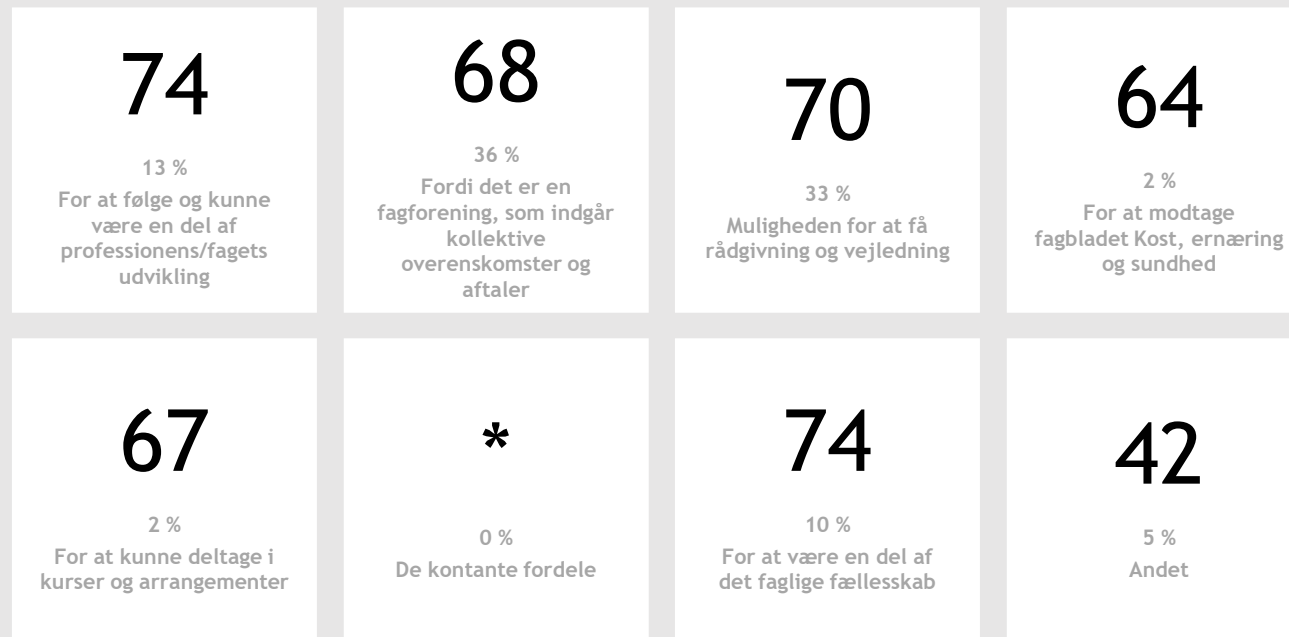 74
13 %
For at følge og kunne
være en del af
professionens/fagets
udvikling
68
36 %
Fordi det er en
fagforening, som indgår
kollektive
overenskomster og
aftaler
70
33 %
Muligheden for at få
rådgivning og vejledning
64
2 %
For at modtage
fagbladet Kost, ernæring
og sundhed
67
2 %
For at kunne deltage i
kurser og arrangementer
*
0 %
De kontante fordele
74
10 %
For at være en del af
det faglige fællesskab
42
5 %
Andet